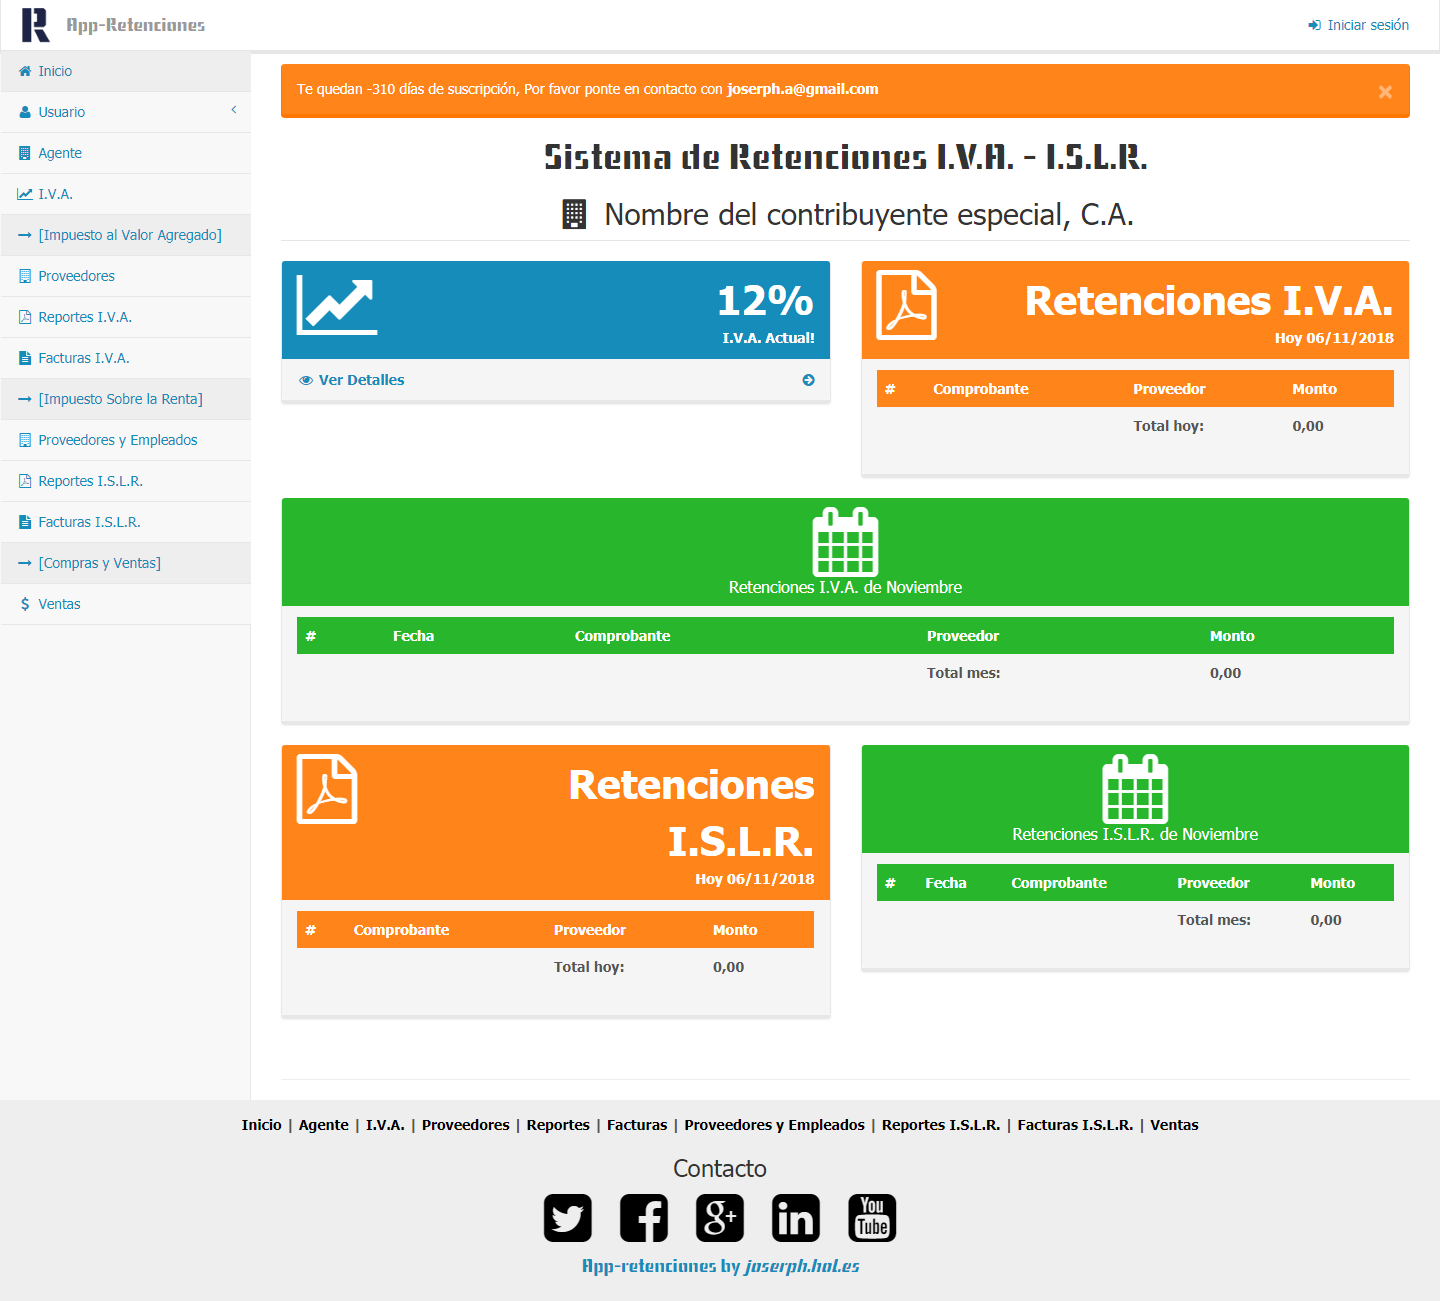 R App-Retenciones
Iniciar sesión
Inicio
Usuario
Agente
I.V.A.
[Impuesto al Valor Agregado]
Proveedores
Reportes I.V.A.
Facturas I.V.A.
[Impuesto Sobre la Renta]
Proveedores y Empleados
Reportes I.S.L.R.
Facturas I.S.L.R.
[Compras y Ventas]
Ventas
Te quedan -310 días de suscripción, Por favor ponte en contacto con joserph.a@gmail.com ×
Sistema de Retenciones I.V.A. - I.S.L.R.
Nombre del contribuyente especial, C.A.
12%
I.V.A. Actual!
Ver Detalles
Retenciones I.V.A.
Hoy 06/11/2018
# Comprobante Proveedor Monto
Total hoy: 0,00
Retenciones I.V.A. de Noviembre
# Fecha Comprobante Proveedor Monto
Total mes: 0,00
Retenciones
I.S.L.R.
Hoy 06/11/2018
# Comprobante Proveedor Monto
Total hoy: 0,00
Retenciones I.S.L.R. de Noviembre
# Fecha Comprobante Proveedor Monto
Total mes: 0,00
Inicio | Agente | I.V.A. | Proveedores | Reportes | Facturas | Proveedores y Empleados | Reportes I.S.L.R. | Facturas I.S.L.R. | Ventas
Contacto
You
Tube
App-retenciones by joserph.hol.es